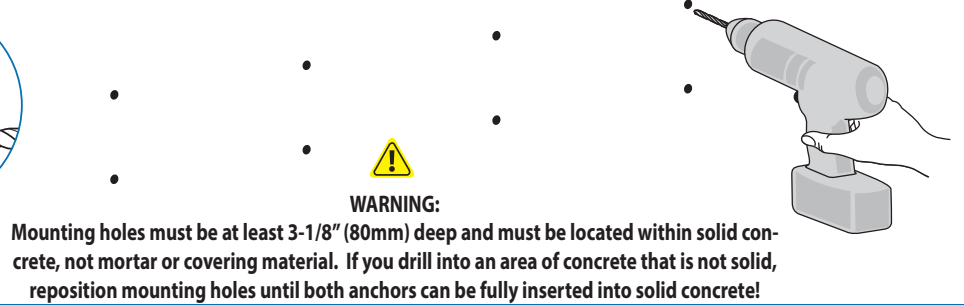 WARNING:
Mounting holes must be at least 3-1/8” (80mm) deep and must be located within solid con-
crete, not mortar or covering material.  If you drill into an area of concrete that is not solid,
reposition mounting holes until both anchors can be fully inserted into solid concrete!